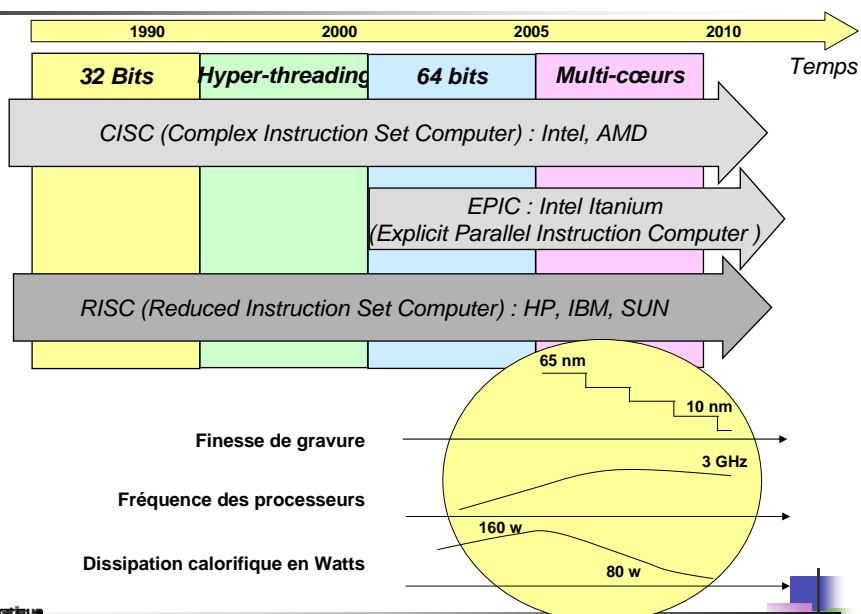 1990 2000 2005 2010
Temps
32 Bits Hyper-threading 64 bits Multi-cœurs
CISC (Complex Instruction Set Computer) : Intel, AMD
EPIC : Intel Itanium
(Explicit Parallel Instruction Computer )
RISC (Reduced Instruction Set Computer) : HP, IBM, SUN
65 nm
10 nm
Finesse de gravure
3 GHz
Fréquence des processeurs
160 w
Dissipation calorifique en Watts
80 w